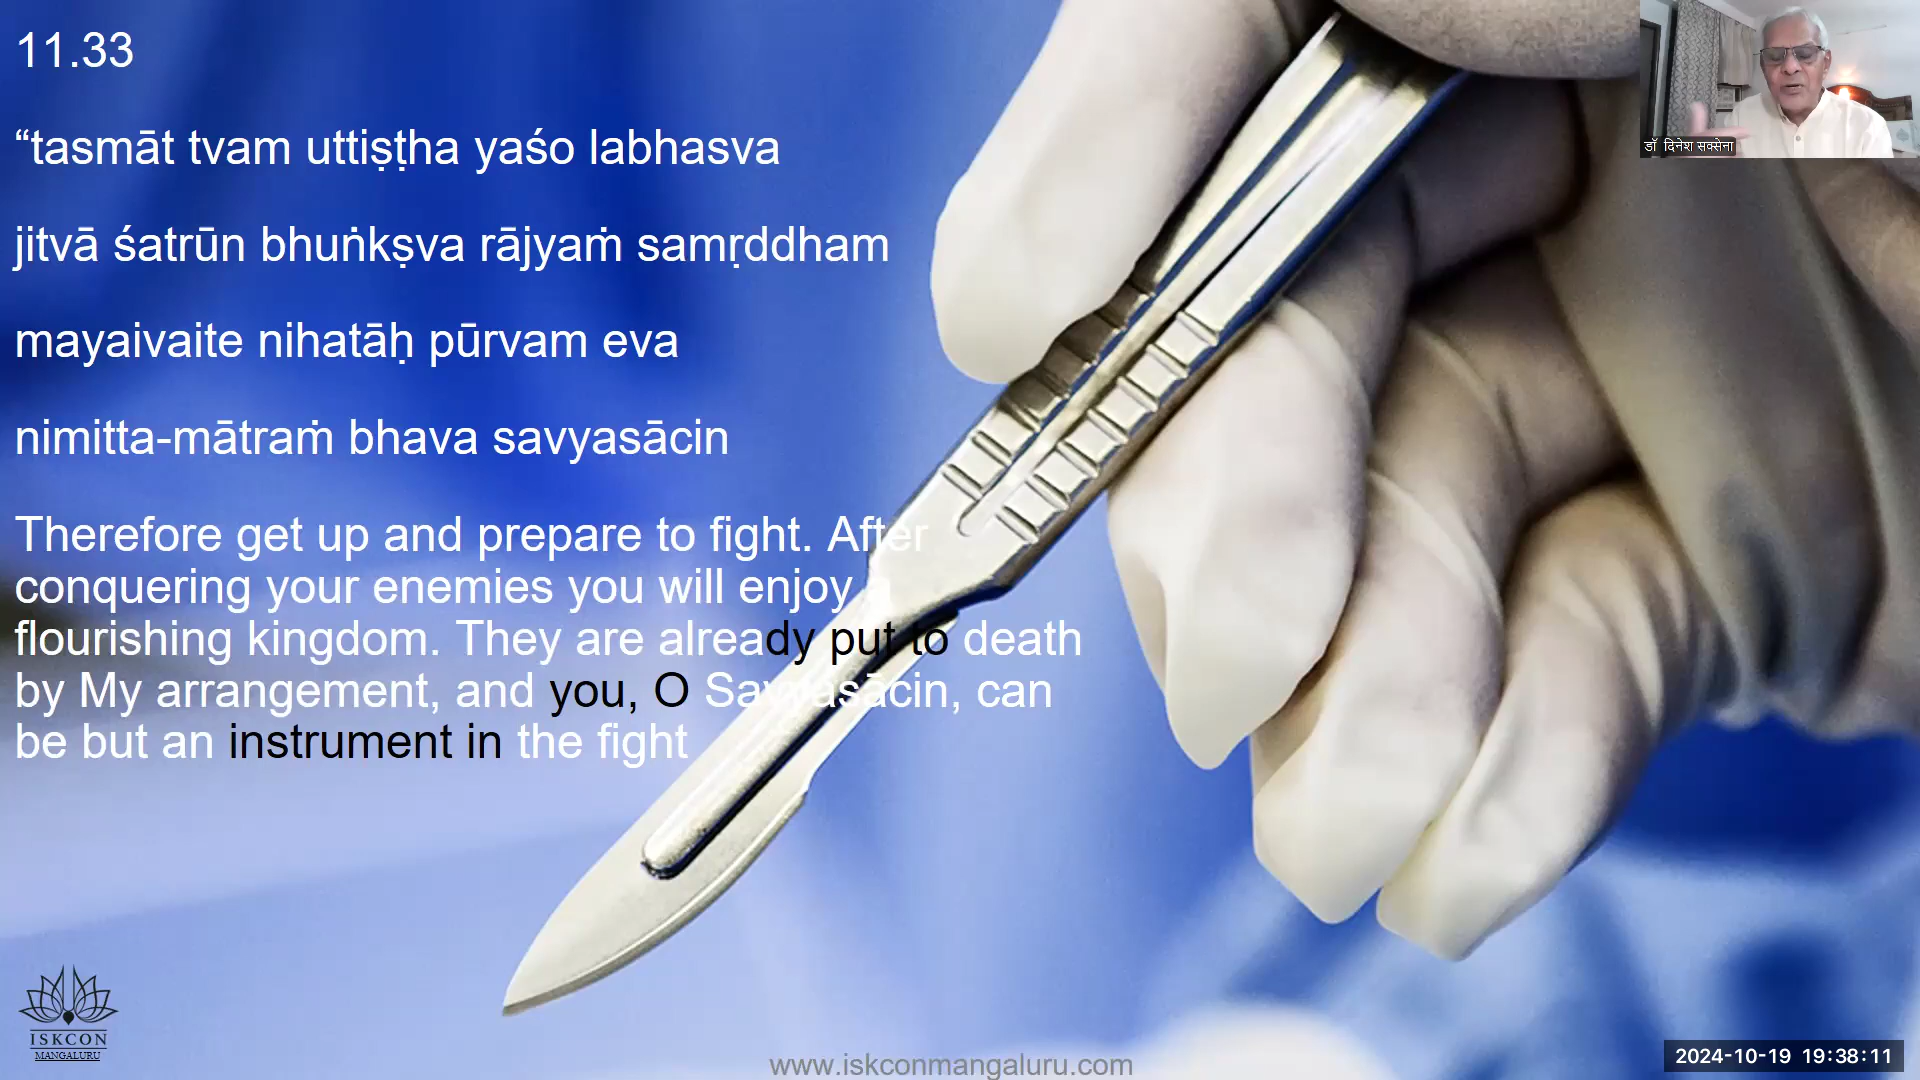 11.33
“tasmāt tvam uttiṣṭha yaśo labhasva
jitvā śatrūn bhuṅkṣva rājyaṁ samṛddham
mayaivaite nihatāḥ pūrvam eva
nimitta-mātraṁ bhava savyasācin
Therefore get up and prepare to fight. After
conquering your enemies you will enjoy a
flourishing kingdom. They are already put to death
by My arrangement, and you, O Savyasācin, can
be but an instrument in the fight
डॉ दिनेश सक्सेना
ISKCON
MANGALURU
www.iskconmangaluru.com
2024-10-19 19:38:11